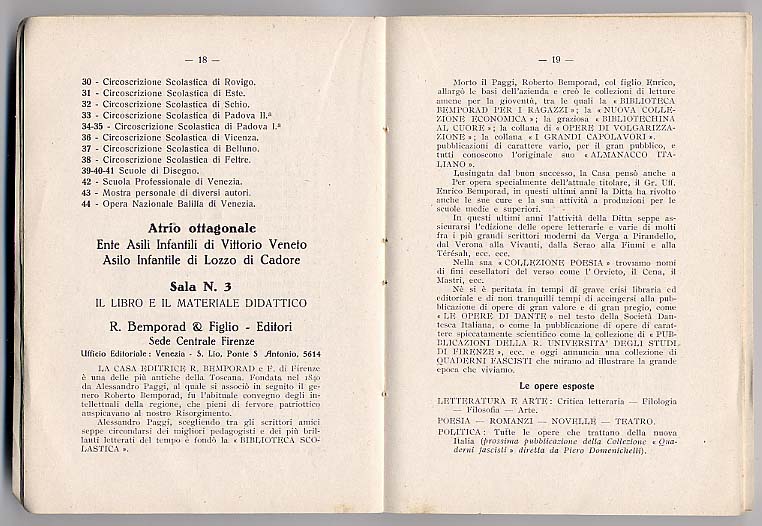 — 18 —
30 - Circoscrizione Scolastica di Rovigo.
31 - Circoscrizione Scolastica di Este.
32 - Circoscrizione Scolastica di Schio.
33 - Circoscrizione Scolastica di Padova II.ª
34-35 - Circoscrizione Scolastica di Padova I.ª
36 - Circoscrizione Scolastica di Vicenza.
37 - Circoscrizione Scolastica di Belluno.
38 - Circoscrizione Scolastica di Feltre.
39-40-41 Scuole di Disegno.
42 - Scuola Professionale di Venezia.
43 - Mostra personale di diversi autori.
44 - Opera Nazionale Balilla di Venezia.
Atrio ottagonale
Ente Asili Infantili di Vittorio Veneto
Asilo Infantile di Lozzo di Cadore
Sala N. 3
IL LIBRO E IL MATERIALE DIDATTICO
R. Bemporad & Figlio - Editori
Sede Centrale Firenze
Ufficio Editoriale : Venezia - S. Lio, Ponte S Antonio, 5614
LA CASA EDITRICE R. BEMPORAD e F. di Firenze
è una delle più antiche della Toscana. Fondata nel 1840
da Alessandro Paggi, al quale si associò in seguito il ge-
nero Roberto Bemporad, fu l'abituale convegno degli in-
tellettuali della regione, che pieni di fervore patriottico
auspicavano al nostro Risorgimento.
Alessandro Paggi, scegliendo tra gli scrittori amici
seppe circondarsi dei migliori pedagogisti e dei più bril-
lanti letterati del tempo e fondò la « BIBLIOTECA SCO-
LASTICA ».
— 19 —
Morto il Paggi, Roberto Bemporad, col figlio Enrico,
allargò le basi dell'azienda e creò le collezioni di letture
amene per la gioventù, tra le quali la « BIBLIOTECA
BEMPORAD PER I RAGAZZI »; la « NUOVA COLLE-
ZIONE ECONOMICA »; la graziosa « BIBLIOTECHINA
AL CUORE »; la collana di « OPERE DI VOLGARIZZA-
ZIONE »; la collana « I GRANDI CAPOLAVORI ».
pubblicazioni di carattere vario, per il gran pubblico, e
tutti conoscono l'originale suo « ALMANACCO ITA-
LIANO ».
Lusingata dal buon successo, la Casa pensò anche a
Per opera specialmente dell'attuale titolare, il Gr. Uff.
Enrico Bemporad, in questi ultimi anni la Ditta ha rivolto
anche le sue cure e la sua attività a produzioni per le
scuole medie e superiori.
In questi ultimi anni l'attività della Ditta seppe as-
sicurarsi l'edizione delle opere letterarie e varie di molti
fra i più grandi scrittori moderni da Verga a Pirandello,
dal Verona alla Vivanti, dalla Serao alla Fiumi e alla
Térésah, ecc. ecc.
Nella sua « COLLEZIONE POESIA » troviamo nomi
di fini cesellatori del verso come l' Orvieto, il Cena, il
Mastri, ecc.
Nè si è peritata in tempi di grave crisi libraria ed
editoriale e di non tranquilli tempi di accingersi alla pub-
blicazione di opere di gran valore e di gran pregio, come
« LE OPERE DI DANTE » nel testo della Società Dan-
tesca Italiana, o come la pubblicazione di opere di carat-
tere spiccatamente scientifico come la collezione di « PUB-
BLICAZIONI DELLA R. UNIVERSITA' DEGLI STUDI
DI FIRENZE », ecc. e oggi annuncia una collezione di
QUADERNI FASCISTI che mirano ad illustrare la grande
epoca che viviamo.
Le opere esposte
LETTERATURA E ARTE : Critica letteraria — Filologia
— Filosofia — Arte.
POESIA — ROMANZI — NOVELLE — TEATRO.
POLITICA : Tutte le opere che trattano della nuova
Italia (prossima pubblicazione della Collezione « Qua-
derni fascisti » diretta da Piero Domenichelli).